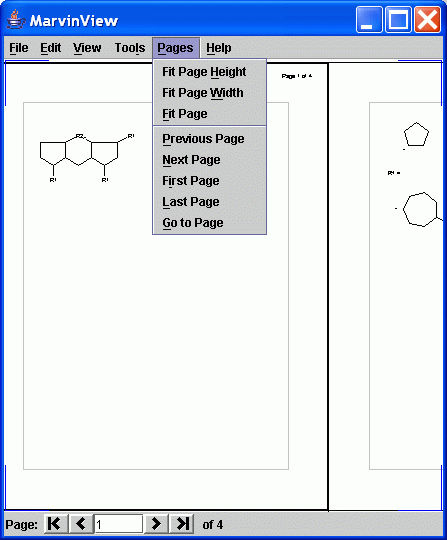 MarvinView
File Edit View Tools Pages Help
Fit Page Height
Fit Page Width
Fit Page
Previous Page
Next Page
First Page
Last Page
Go to Page
Page 1 of 4
R2
R1
R1
R1
R1 =
Page: 1 of 4